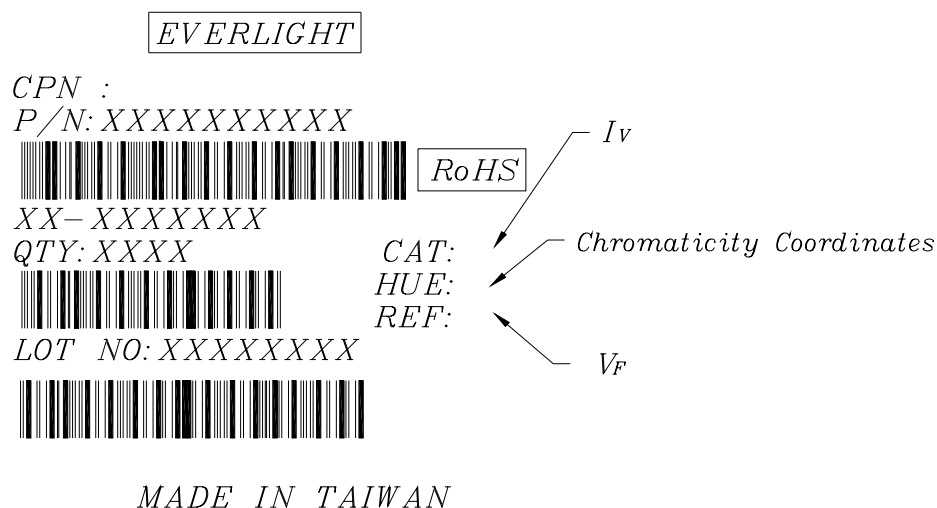 EVERLIGHT
CPN :
P/N: XXXXXXXXXX
RoHS
XX-XXXXXXX
QTY: XXXX
CAT:
HUE:
REF:
LOT NO: XXXXXXXX
MADE IN TAIWAN
Iv
Chromaticity Coordinates
VF